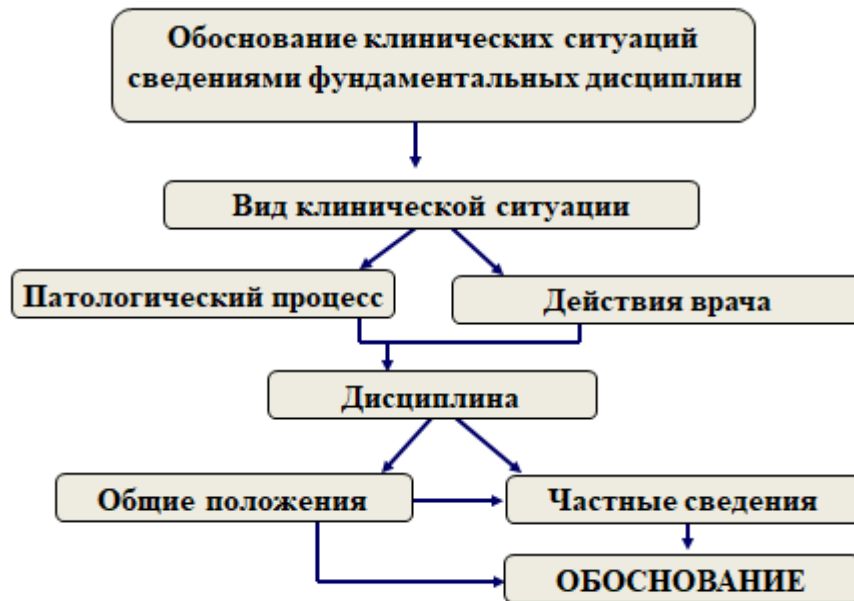 Обоснование клинических ситуаций
сведениями фундаментальных дисциплин
Вид клинической ситуации
Патологический процесс
Действия врача
Дисциплина
Общие положения
Частные сведения
ОБОСНОВАНИЕ